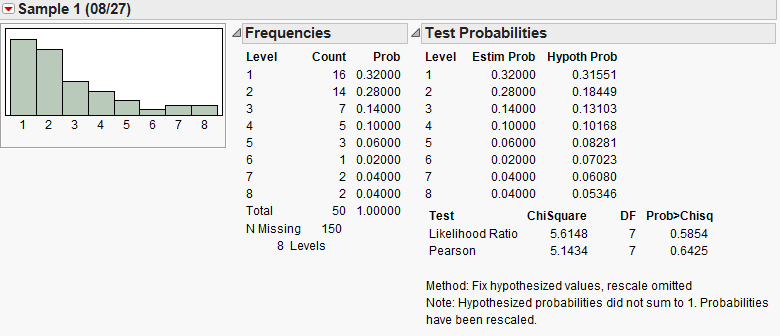 Sample 1 (08/27)
1 2 3 4 5 6 7 8
Frequencies
Level Count Prob
1 16 0.32000
2 14 0.28000
3 7 0.14000
4 5 0.10000
5 3 0.06000
6 1 0.02000
7 2 0.04000
8 2 0.04000
Total 50 1.00000
N Missing 150
8 Levels
Test Probabilities
Level Estim Prob Hypoth Prob
1 0.32000 0.31551
2 0.28000 0.18449
3 0.14000 0.13103
4 0.10000 0.10168
5 0.06000 0.08281
6 0.02000 0.07023
7 0.04000 0.06080
8 0.04000 0.05346
Test ChiSquare DF Prob>Chisq
Likelihood Ratio 5.6148 7 0.5854
Pearson 5.1434 7 0.6425
Method: Fix hypothesized values, rescale omitted
Note: Hypothesized probabilities did not sum to 1. Probabilities
have been rescaled.